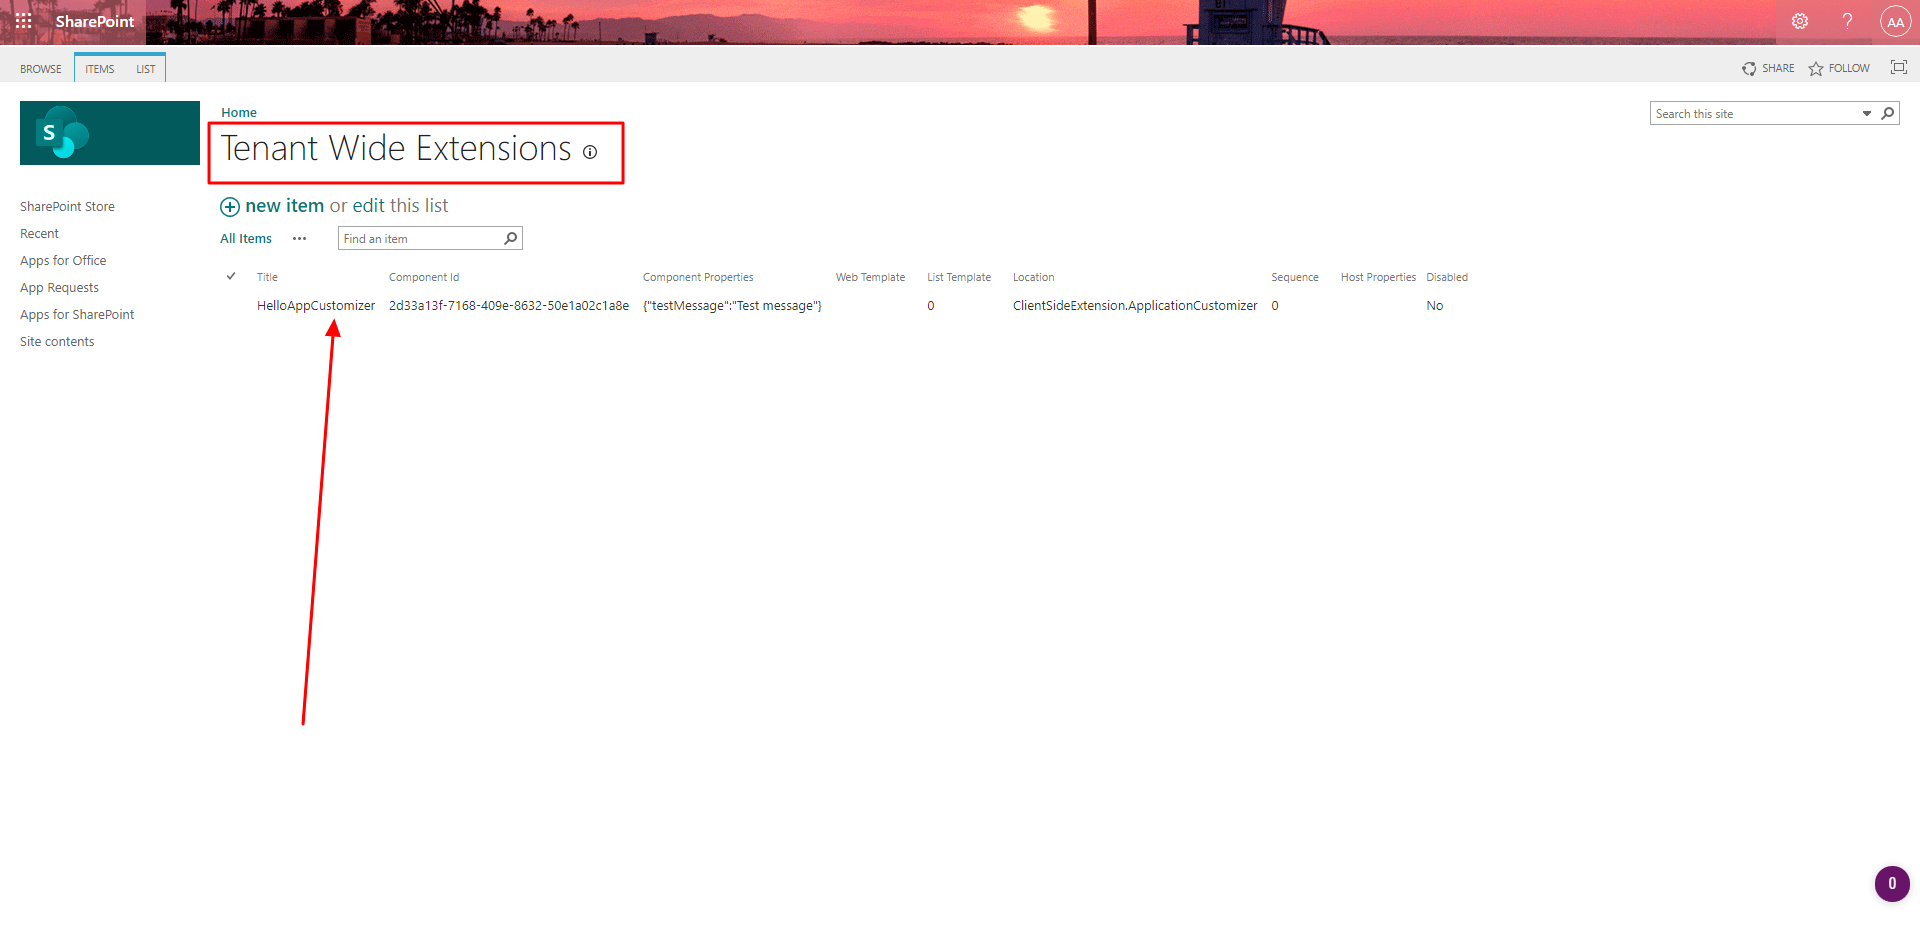 SharePoint
? AA
BROWSE ITEMS LIST SHARE FOLLOW
S
Home
Search this site
Tenant Wide Extensions
new item or edit this list
All Items ... Find an item
SharePoint Store
Recent
Apps for Office
App Requests
Apps for SharePoint
Site contents
Title Component Id Component Properties Web Template List Template Location Sequence Host Properties Disabled
HelloAppCustomizer 2d33a13f-7168-409e-8632-50e1a02c1a8e {"testMessage":"Test message"} 0 ClientSideExtension.ApplicationCustomizer 0 No
0